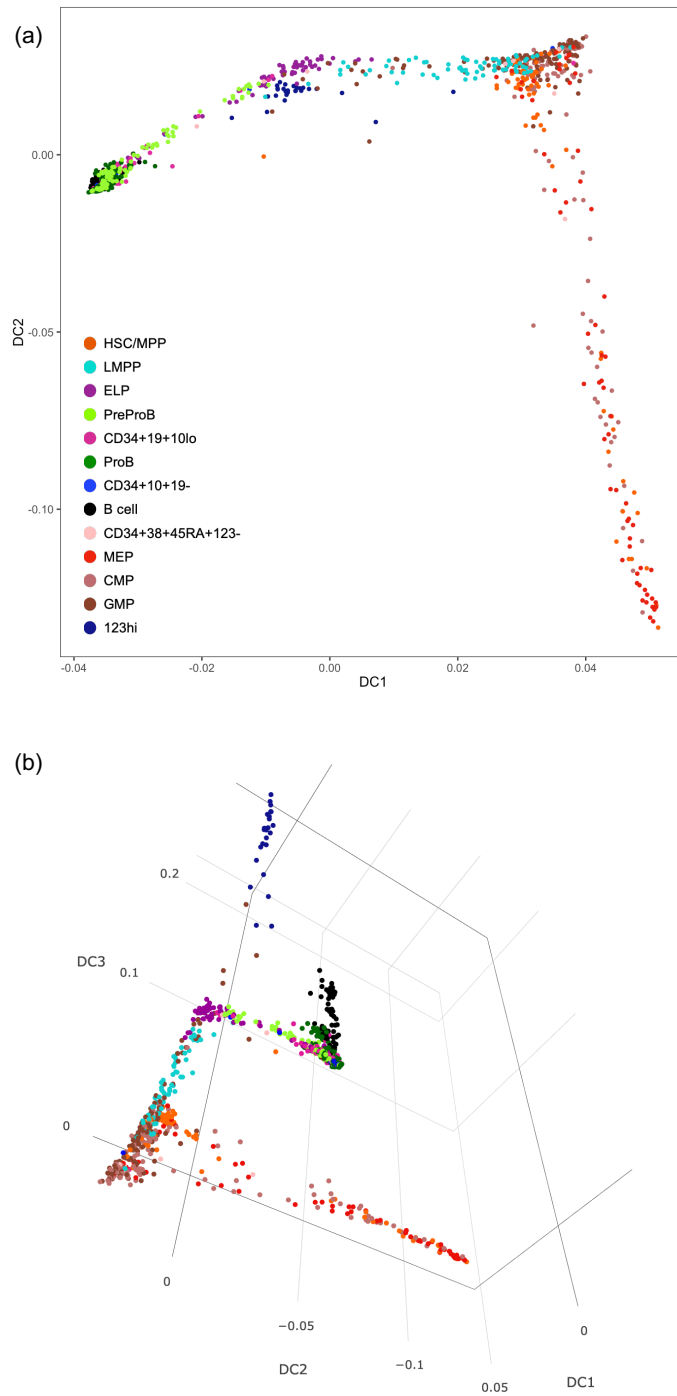 (a)
0.00
-0.05
-0.10
DC2
HSC/MPP
LMPP
ELP
PreProB
CD34+19+10lo
ProB
CD34+10+19-
B cell
CD34+38+45RA+123-
MEP
CMP
GMP
123hi
-0.04 -0.02 0.00 0.02 0.04
DC1
(b)
0.2
DC3
0.1
0
0
−0.05
0
−0.1
DC2
0.05
DC1